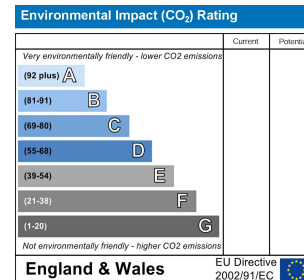 Environmental Impact (CO₂) Rating
Current Potentia
Very environmentally friendly - lower CO2 emissions
(92 plus) A
(81-91) B
(69-80) C
(55-68) D
(39-54) E
(21-38) F
(1-20) G
Not environmentally friendly - higher CO2 emissions
England & Wales
EU Directive
2002/91/EC